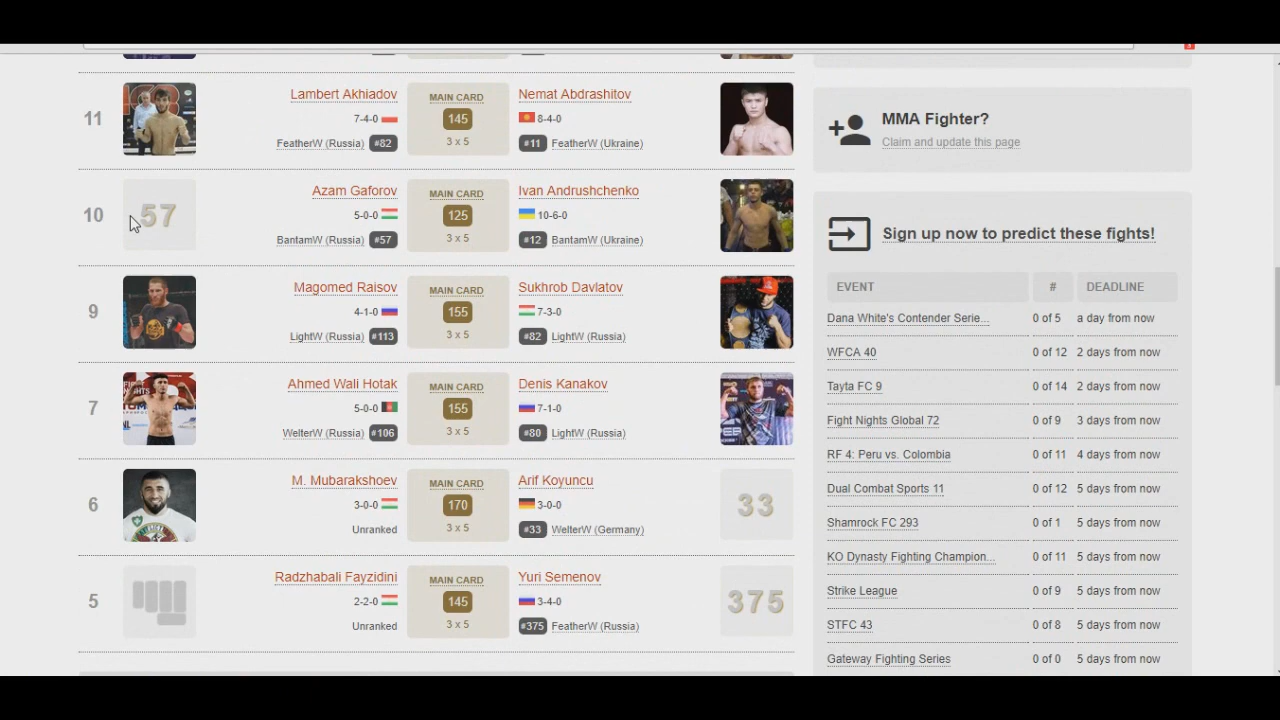 11
Lambert Akhiadov
MAIN CARD
Nemat Abdrashitov
7-4-0
145
8-4-0
FeatherW (Russia) #82
3 x 5
#11 FeatherW (Ukraine)
10
57
Azam Gaforov
MAIN CARD
Ivan Andrushchenko
5-0-0
125
10-6-0
BantamW (Russia) #57
3 x 5
#12 BantamW (Ukraine)
9
Magomed Raisov
MAIN CARD
Sukhrob Davlatov
4-1-0
155
7-3-0
LightW (Russia) #113
3 x 5
#82 LightW (Russia)
7
Ahmed Wali Hotak
MAIN CARD
Denis Kanakov
5-0-0
155
7-1-0
WelterW (Russia) #106
3 x 5
#80 LightW (Russia)
6
M. Mubarakshoev
MAIN CARD
Arif Koyuncu
3-0-0
170
3-0-0
33
Unranked
3 x 5
#33 WelterW (Germany)
5
Radzhabali Fayzidini
MAIN CARD
Yuri Semenov
2-2-0
145
3-4-0
375
Unranked
3 x 5
#375 FeatherW (Russia)
MMA Fighter?
Claim and update this page
Sign up now to predict these fights!
EVENT # DEADLINE
Dana White's Contender Serie... 0 of 5 a day from now
WFCA 40 0 of 12 2 days from now
Tayta FC 9 0 of 14 2 days from now
Fight Nights Global 72 0 of 9 3 days from now
RF 4: Peru vs. Colombia 0 of 11 4 days from now
Dual Combat Sports 11 0 of 12 5 days from now
Shamrock FC 293 0 of 1 5 days from now
KO Dynasty Fighting Champion... 0 of 11 5 days from now
Strike League 0 of 9 5 days from now
STFC 43 0 of 8 5 days from now
Gateway Fighting Series 0 of 0 5 days from now